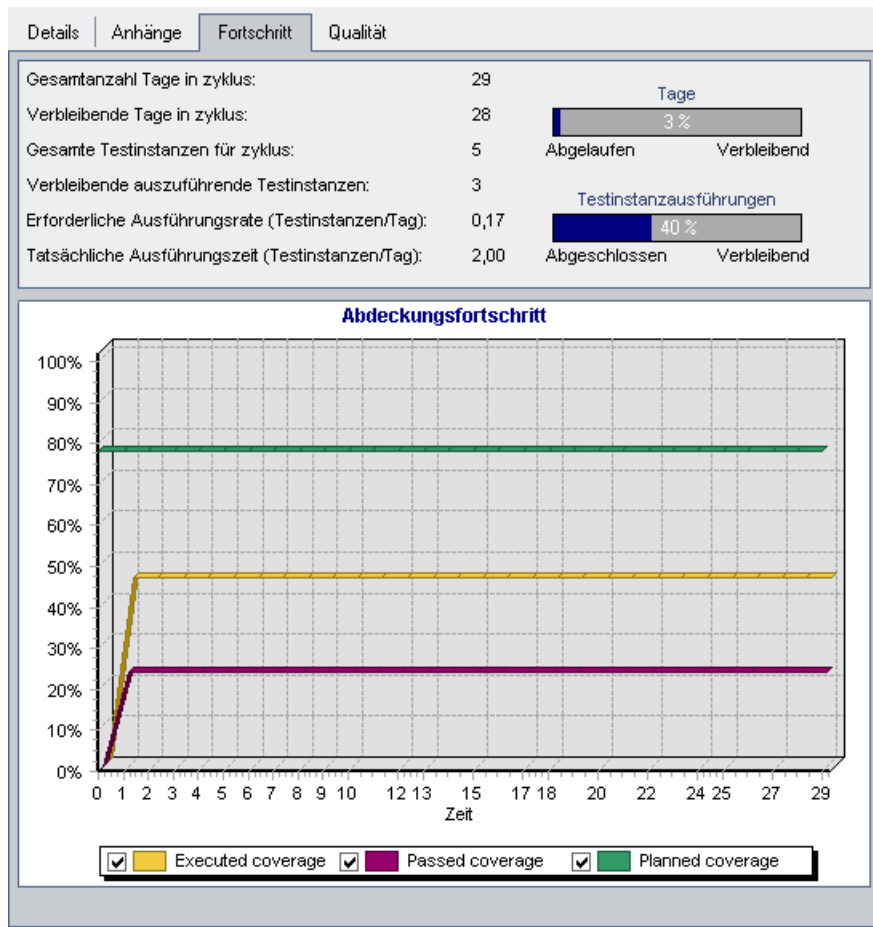 Details Anhänge Fortschritt Qualität
Gesamtanzahl Tage in zyklus: 29
Verbleibende Tage in zyklus: 28
Gesamte Testinstanzen für zyklus: 5
Verbleibende auszuführende Testinstanzen: 3
Erforderliche Ausführungsrate (Testinstanzen/Tag): 0,17
Tatsächliche Ausführungszeit (Testinstanzen/Tag): 2,00
Tage
3 %
Abgelaufen Verbleibend
Testinstanzausführungen
40 %
Abgeschlossen Verbleibend
Abdeckungsfortschritt
100%
90%
80%
70%
60%
50%
40%
30%
20%
10%
0%
0 1 2 3 4 5 6 7 8 9 10 12 13 15 17 18 20 22 24 25 27 29
Zeit
Executed coverage Passed coverage Planned coverage